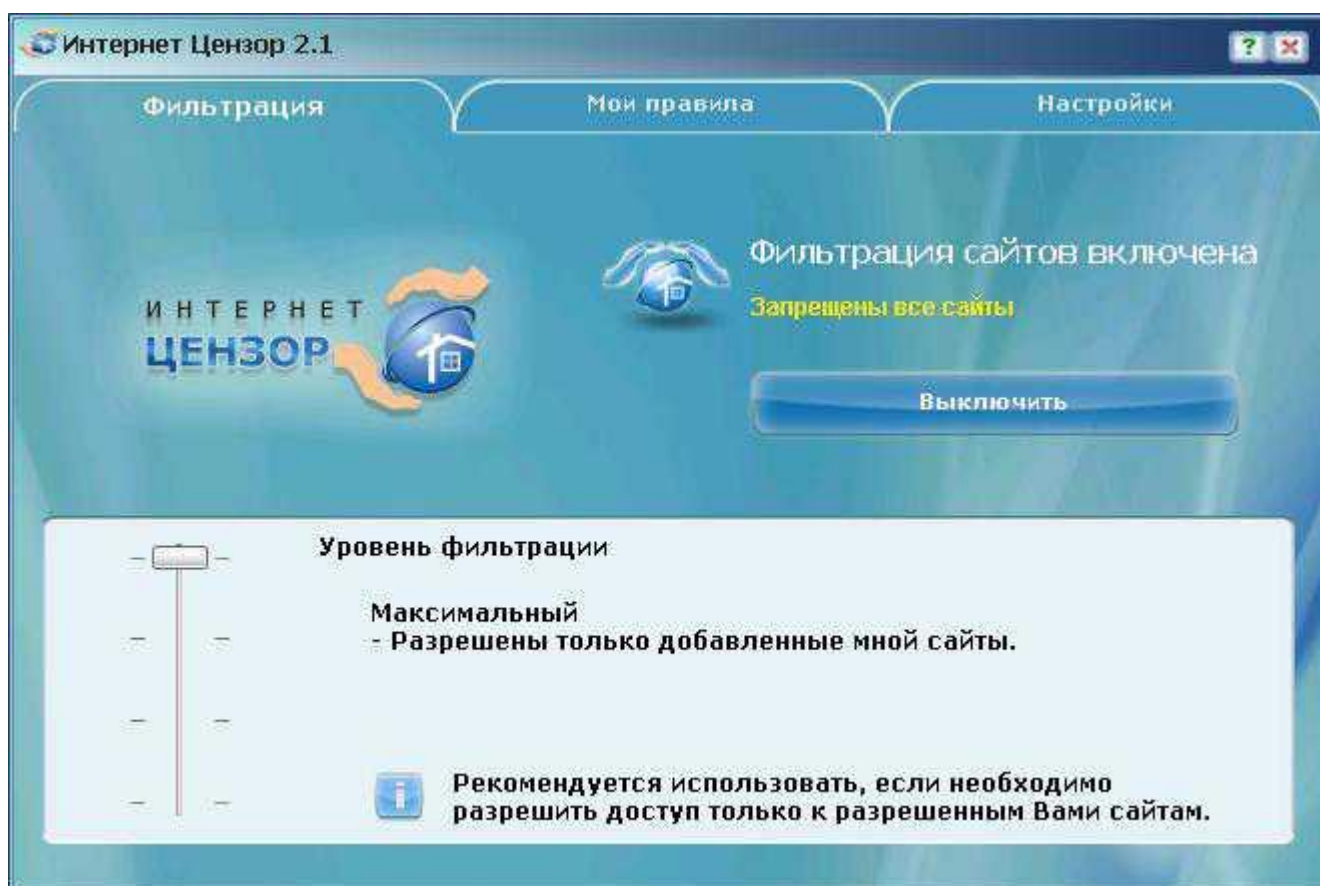 Интернет Цензор 2.1
?
Фильтрация
Мои правила
Настройки
ИНТЕРНЕТ
ЦЕНЗОР
Фильтрация сайтов включена
Запрещены все сайты
Выключить
Уровень фильтрации
Максимальный
- Разрешены только добавленные мной сайты.
Рекомендуется использовать, если необходимо
разрешить доступ только к разрешенным Вами сайтам.